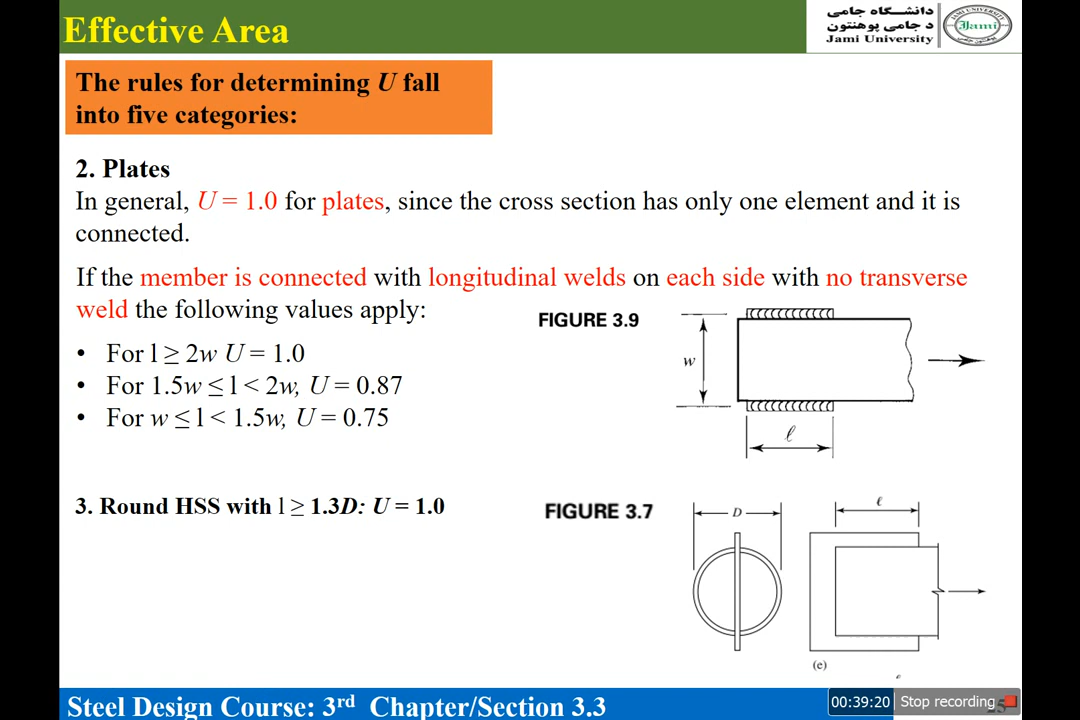 Effective Area
دانشگاه جامی
د جامی پوهنتون
Jami University
JAMI UNIVERSITY
Jami
The rules for determining U fall
into five categories:
2. Plates
In general, U = 1.0 for plates, since the cross section has only one element and it is
connected.
If the member is connected with longitudinal welds on each side with no transverse
weld the following values apply:
• For l ≥ 2w U = 1.0
• For 1.5w ≤ l < 2w, U = 0.87
• For w ≤ l < 1.5w, U = 0.75
FIGURE 3.9
w
ℓ
3. Round HSS with l ≥ 1.3D: U = 1.0
FIGURE 3.7
D
ℓ
(e)
Steel Design Course: 3rd Chapter/Section 3.3
00:39:20 Stop recording